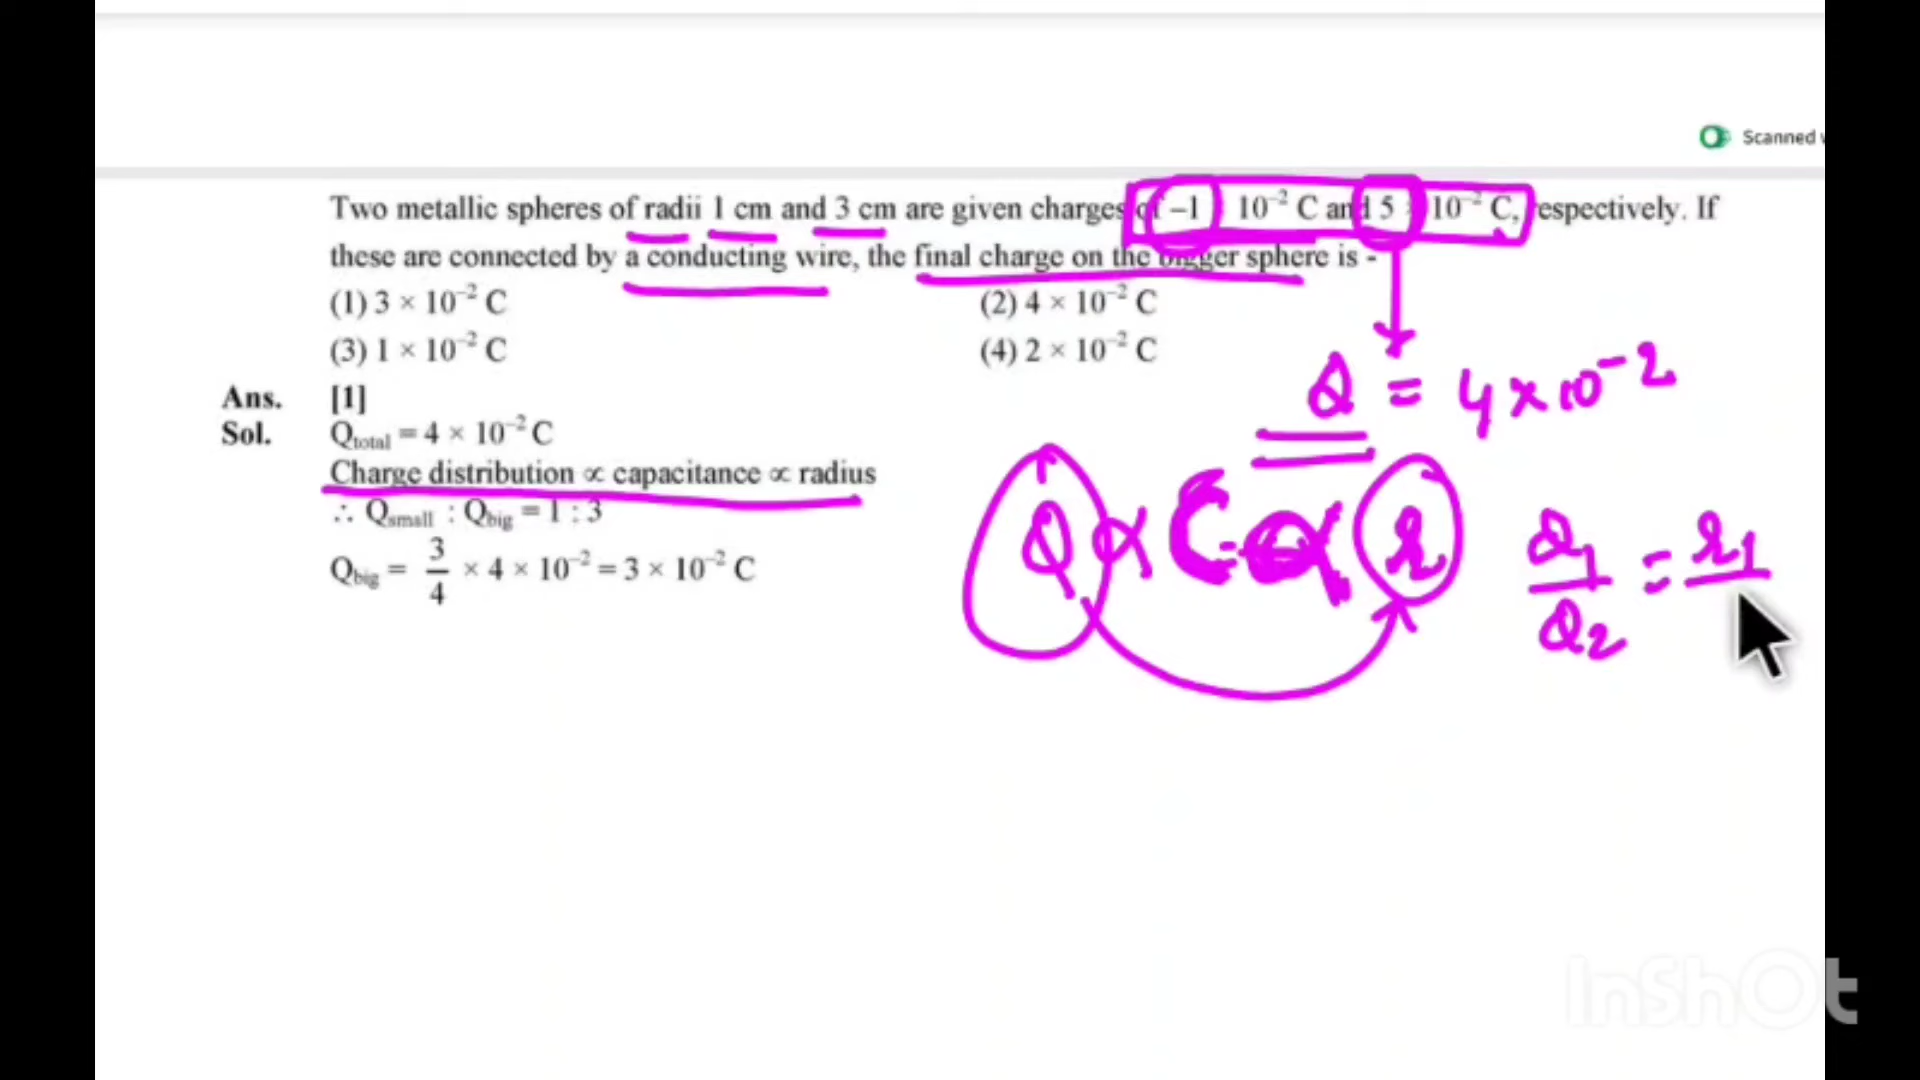 Scanned
Two metallic spheres of radii 1 cm and 3 cm are given charges of –1 10⁻² C and 5 × 10⁻² C, respectively. If
these are connected by a conducting wire, the final charge on the bigger sphere is -
(1) 3 × 10⁻² C (2) 4 × 10⁻² C
(3) 1 × 10⁻² C (4) 2 × 10⁻² C
Q = 4 × 10⁻²
Ans. [1]
Sol. Qtotal = 4 × 10⁻² C
Charge distribution ∝ capacitance ∝ radius
∴ Qsmall : Qbig = 1 : 3
Qbig = 3/4 × 4 × 10⁻² = 3 × 10⁻² C
Q ∝ C ∝ r
Q1/Q2 = r1
InShOt